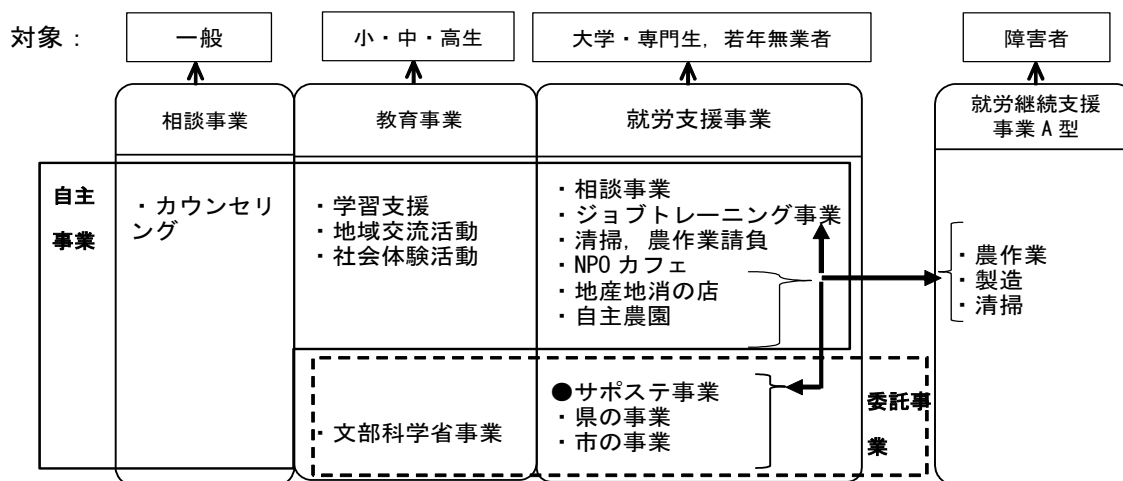 対象：
一般
小・中・高生
大学・専門生，若年無業者
障害者
相談事業
教育事業
就労支援事業
就労継続支援
事業A型
自主
事業
・カウンセリ
ング
・学習支援
・地域交流活動
・社会体験活動
・相談事業
・ジョブトレーニング事業
・清掃，農作業請負
・NPOカフェ
・地産地消の店
・自主農園
・農作業
・製造
・清掃
・文部科学省事業
●サポステ事業
・県の事業
・市の事業
委託事
業